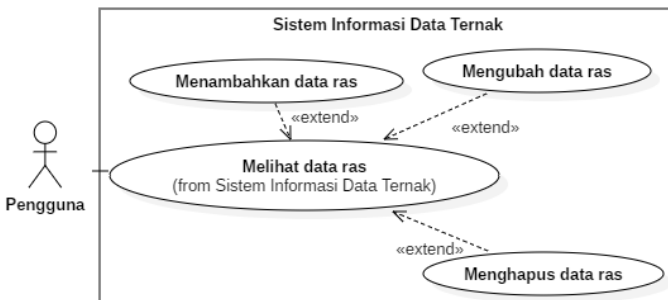 Sistem Informasi Data Ternak
Menambahkan data ras
Mengubah data ras
«extend»
«extend»
Melihat data ras
(from Sistem Informasi Data Ternak)
Pengguna
«extend»
Menghapus data ras